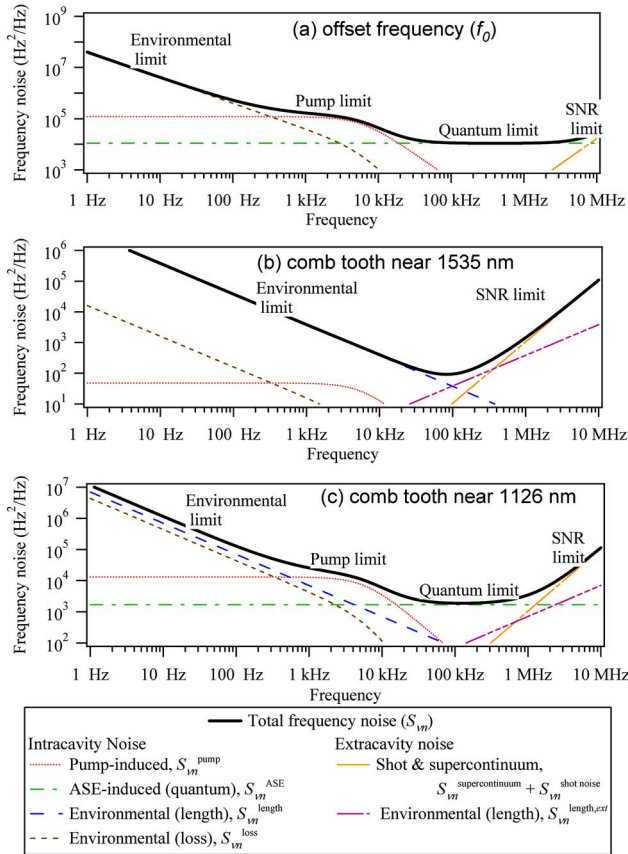 (a) offset frequency (f₀)
Frequency noise (Hz²/Hz)
10⁹
10⁷
10⁵
10³
Environmental
limit
Pump limit
Quantum limit
SNR
limit
1 Hz 10 Hz 100 Hz 1 kHz 10 kHz 100 kHz 1 MHz 10 MHz
Frequency
(b) comb tooth near 1535 nm
Frequency noise (Hz²/Hz)
10⁶
10⁵
10⁴
10³
10²
10¹
Environmental
limit
SNR limit
1 Hz 10 Hz 100 Hz 1 kHz 10 kHz 100 kHz 1 MHz 10 MHz
Frequency
(c) comb tooth near 1126 nm
Frequency noise (Hz²/Hz)
10⁷
10⁶
10⁵
10⁴
10³
10²
Environmental
limit
Pump limit
Quantum limit
SNR
limit
1 Hz 10 Hz 100 Hz 1 kHz 10 kHz 100 kHz 1 MHz 10 MHz
Frequency
Total frequency noise (Sνn)
Intracavity Noise
Pump-induced, Sνn^pump
ASE-induced (quantum), Sνn^ASE
Environmental (length), Sνn^length
Environmental (loss), Sνn^loss
Extracavity noise
Shot & supercontinuum,
Sνn^supercontinuum + Sνn^shot noise
Environmental (length), Sνn^length,ext